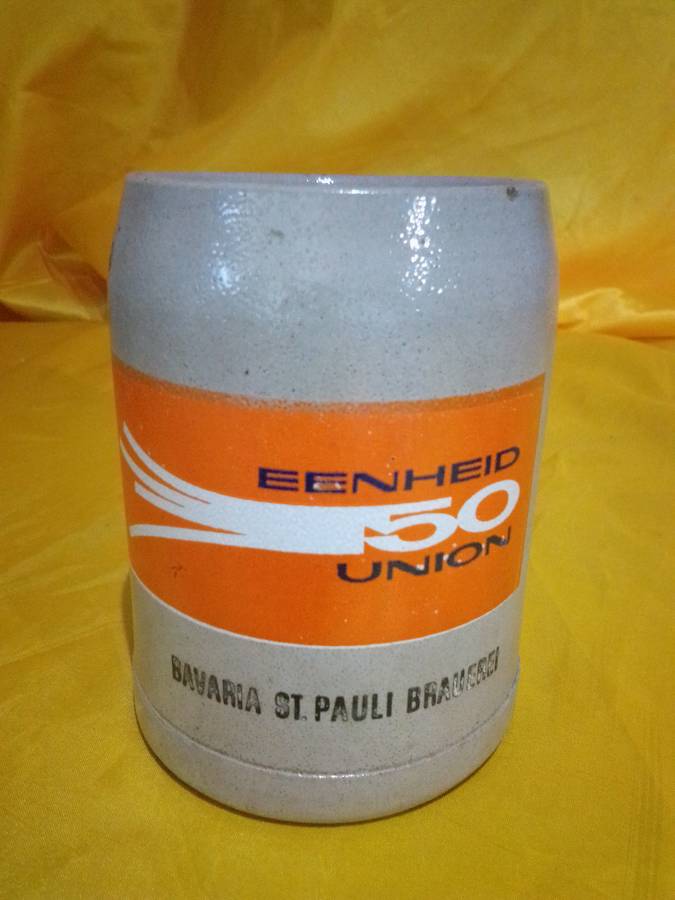 EENHEID
50
UNION
BAVARIA ST. PAULI BRAUEREI